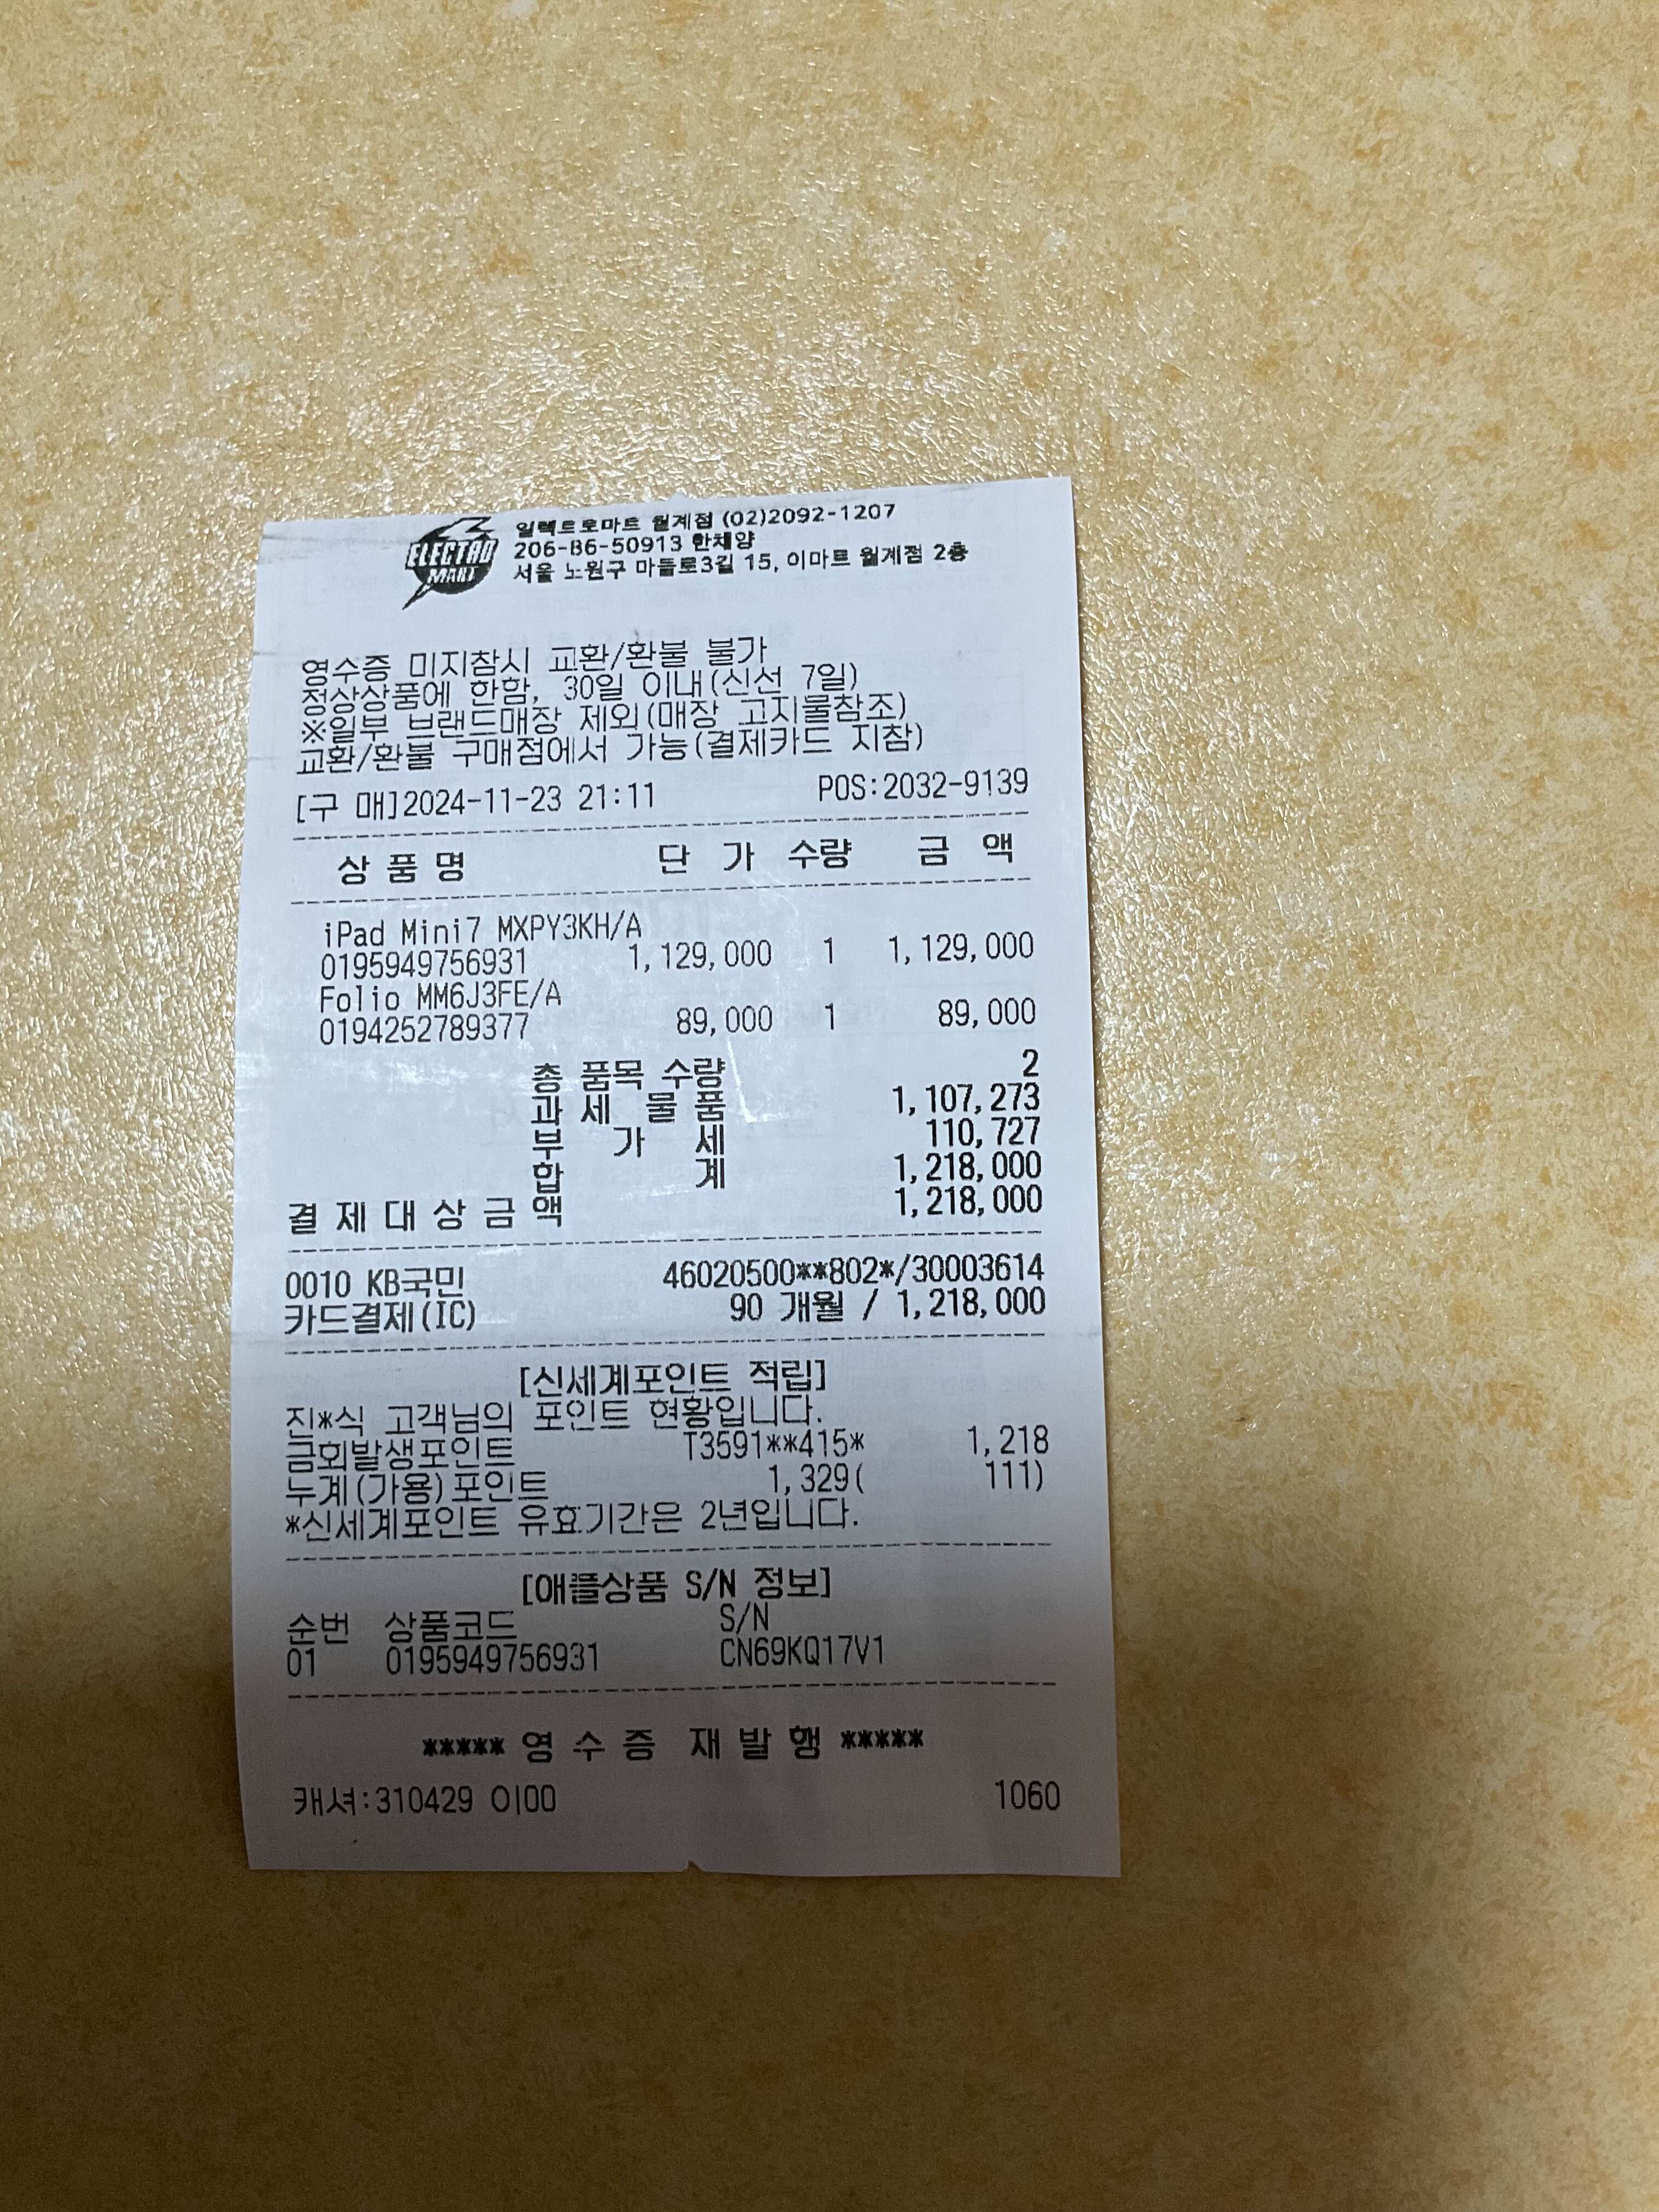 ELECTRO
MART
일렉트로마트 월계점 (02)2092-1207
206-86-50913 한채양
서울 노원구 마들로3길 15, 이마트 월계점 2층
영수증 미지참시 교환/환불 불가
정상상품에 한함, 30일 이내(신선 7일)
※일부 브랜드매장 제외(매장 고지물참조)
교환/환불 구매점에서 가능(결제카드 지참)
[구 매]2024-11-23 21:11 POS:2032-9139
상 품 명 단 가 수량 금 액
iPad Mini7 MXPY3KH/A
0195949756931 1,129,000 1 1,129,000
Folio MM6J3FE/A
0194252789377 89,000 1 89,000
총 품목 수량 2
과 세 물 품 1,107,273
부 가 세 110,727
합 계 1,218,000
결 제 대 상 금 액 1,218,000
0010 KB국민 46020500**802*/30003614
카드결제(IC) 90 개월 / 1,218,000
[신세계포인트 적립]
진*식 고객님의 포인트 현황입니다.
금회발생포인트 T3591**415* 1,218
누계(가용)포인트 1,329( 111)
*신세계포인트 유효기간은 2년입니다.
[애플상품 S/N 정보]
순번 상품코드 S/N
01 0195949756931 CN69KQ17V1
***** 영 수 증 재 발 행 *****
캐셔:310429 이00 1060